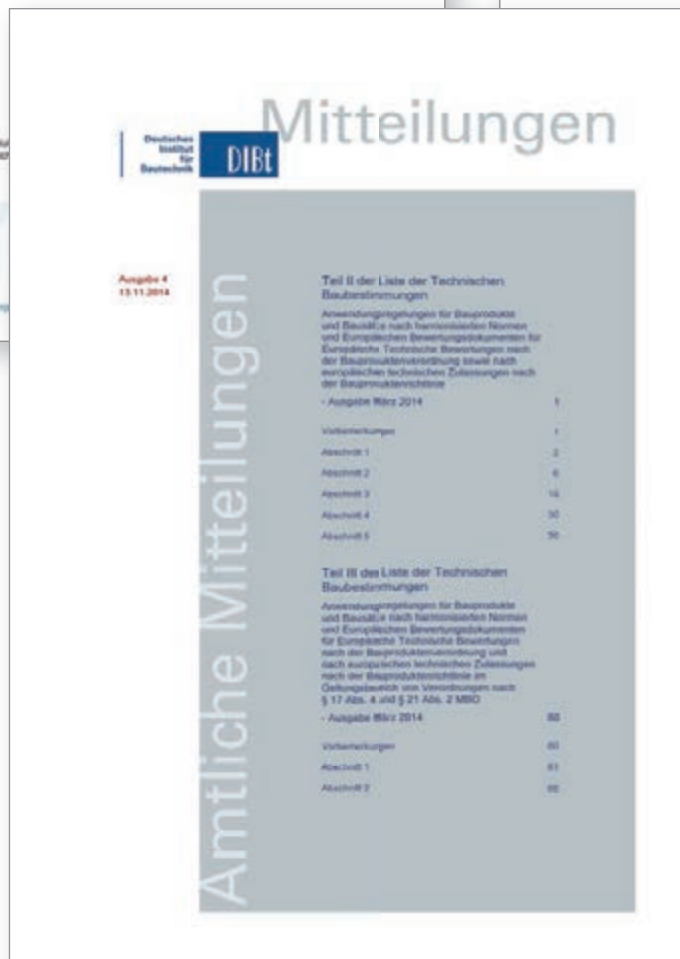 Mitteilungen
Deutsches
Institut
für
Bautechnik
DIBt
Ausgabe 4
13.11.2014
Amtliche Mitteilungen
Teil II der Liste der Technischen
Baubestimmungen
Anwendungsregelungen für Bauprodukte
und Bausätze nach harmonisierten Normen
und Europäischen Bewertungsdokumenten für
Europäische Technische Bewertungen nach
der Bauproduktenverordnung sowie nach
europäischen technischen Zulassungen nach
der Bauproduktenrichtlinie
- Ausgabe März 2014 1
Vorbemerkungen 1
Abschnitt 1 2
Abschnitt 2 6
Abschnitt 3
Abschnitt 4
Abschnitt 5
Teil III der Liste der Technischen
Baubestimmungen
Anwendungsregelungen für Bauprodukte
und Bausätze nach harmonisierten Normen
und Europäischen Bewertungsdokumenten
für Europäische Technische Bewertungen
nach der Bauproduktenverordnung und
nach europäischen technischen Zulassungen
nach der Bauproduktenrichtlinie im
Geltungsbereich von Verordnungen nach
§ 17 Abs. 4 und § 21 Abs. 2 MBO
- Ausgabe März 2014
Vorbemerkungen
Abschnitt 1
Abschnitt 2